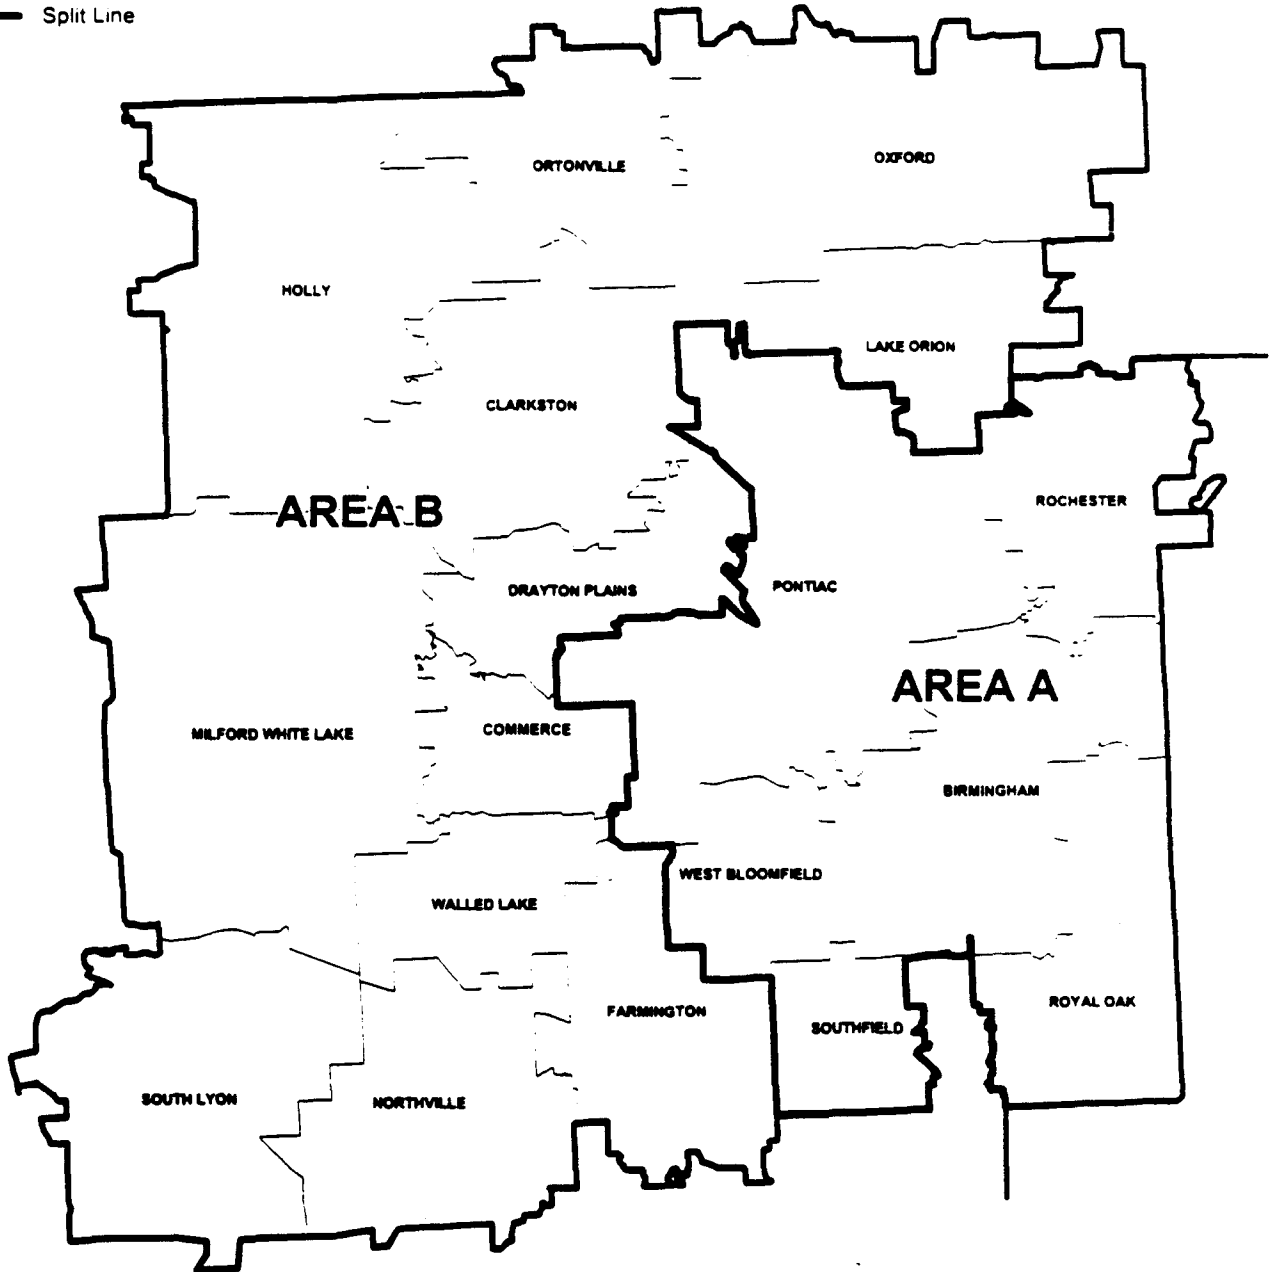 Split Line
ORTONVILLE
OXFORD
HOLLY
LAKE ORION
CLARKSTON
ROCHESTER
AREA B
DRAYTON PLAINS
PONTIAC
AREA A
MILFORD WHITE LAKE
COMMERCE
BIRMINGHAM
WEST BLOOMFIELD
WALLED LAKE
ROYAL OAK
FARMINGTON
SOUTHFIELD
SOUTH LYON
NORTHVILLE